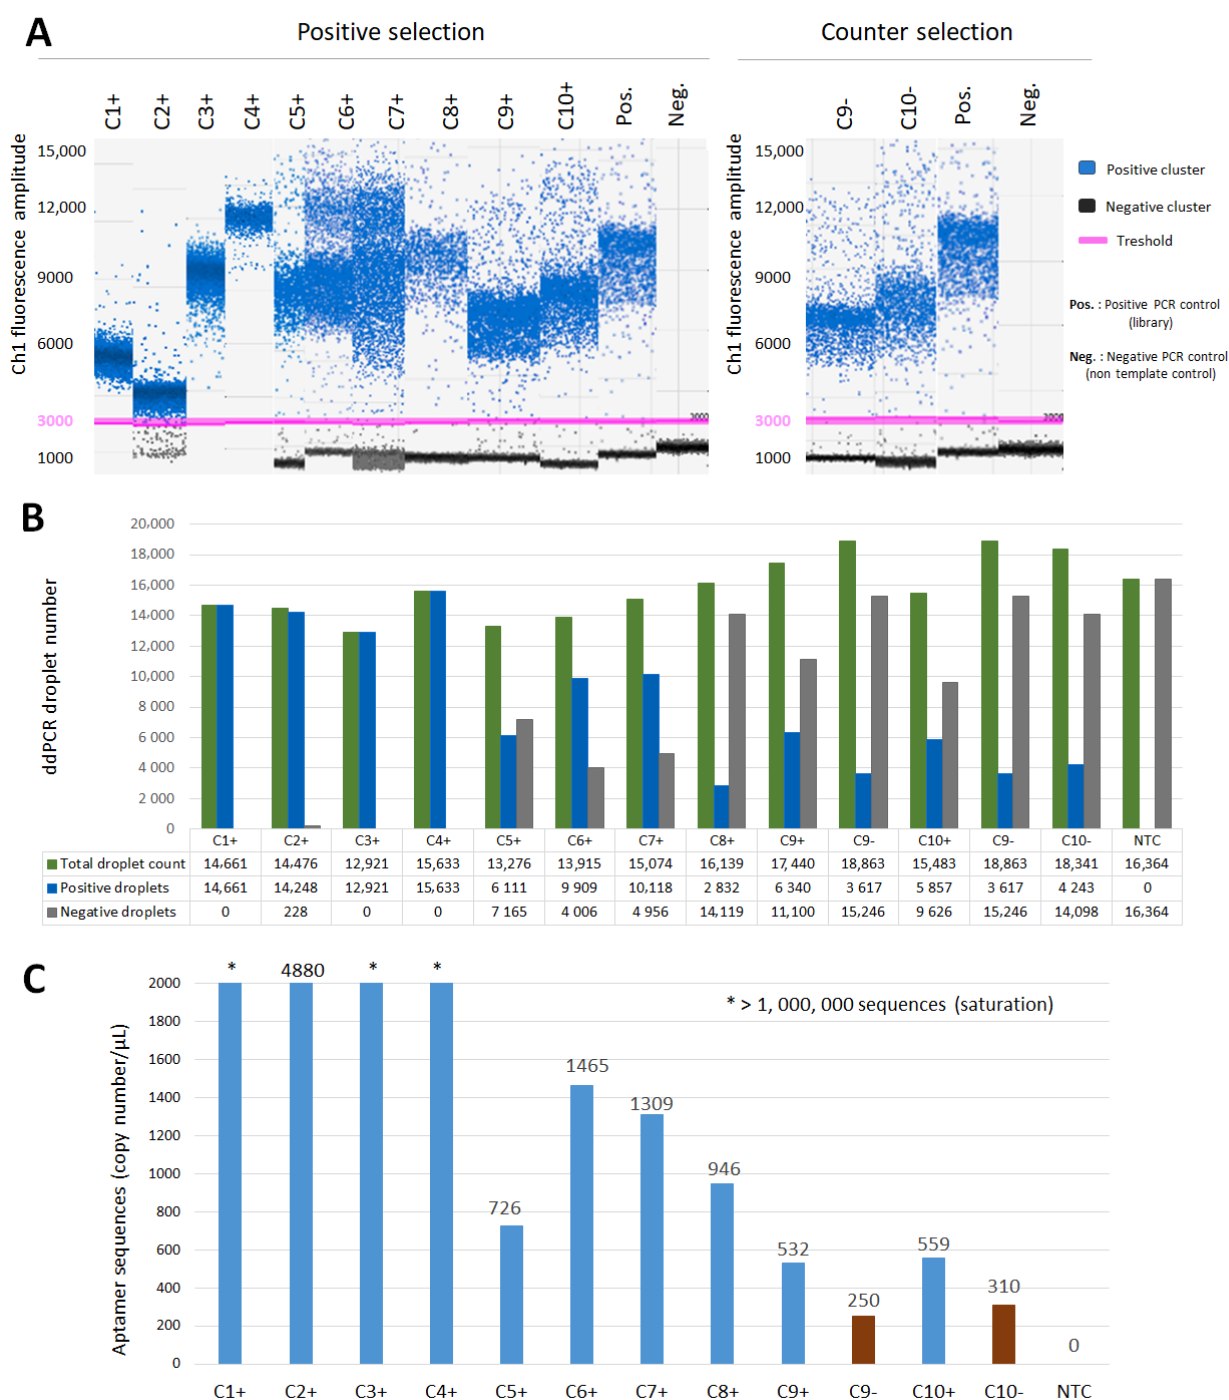 A
Positive selection
Counter selection
C1+ C2+ C3+ C4+ C5+ C6+ C7+ C8+ C9+ C10+ Pos. Neg.
C9- C10- Pos. Neg.
Ch1 fluorescence amplitude
15,000
12,000
9000
6000
3000
1000
3000
Ch1 fluorescence amplitude
15,000
12,000
9000
6000
3000
1000
3000
Positive cluster
Negative cluster
Treshold
Pos. : Positive PCR control
(library)
Neg. : Negative PCR control
(non template control)
B
ddPCR droplet number
20,000
18,000
16,000
14,000
12,000
10,000
8 000
6 000
4 000
2 000
0
C1+ C2+ C3+ C4+ C5+ C6+ C7+ C8+ C9+ C9- C10+ C9- C10- NTC
Total droplet count 14,661 14,476 12,921 15,633 13,276 13,915 15,074 16,139 17,440 18,863 15,483 18,863 18,341 16,364
Positive droplets 14,661 14,248 12,921 15,633 6 111 9 909 10,118 2 832 6 340 3 617 5 857 3 617 4 243 0
Negative droplets 0 228 0 0 7 165 4 006 4 956 14,119 11,100 15,246 9 626 15,246 14,098 16,364
C
Aptamer sequences (copy number/µL)
2000
1800
1600
1400
1200
1000
800
600
400
200
0
* 4880 * *
* > 1, 000, 000 sequences (saturation)
726
1465
1309
946
532
250
559
310
0
C1+ C2+ C3+ C4+ C5+ C6+ C7+ C8+ C9+ C9- C10+ C10- NTC